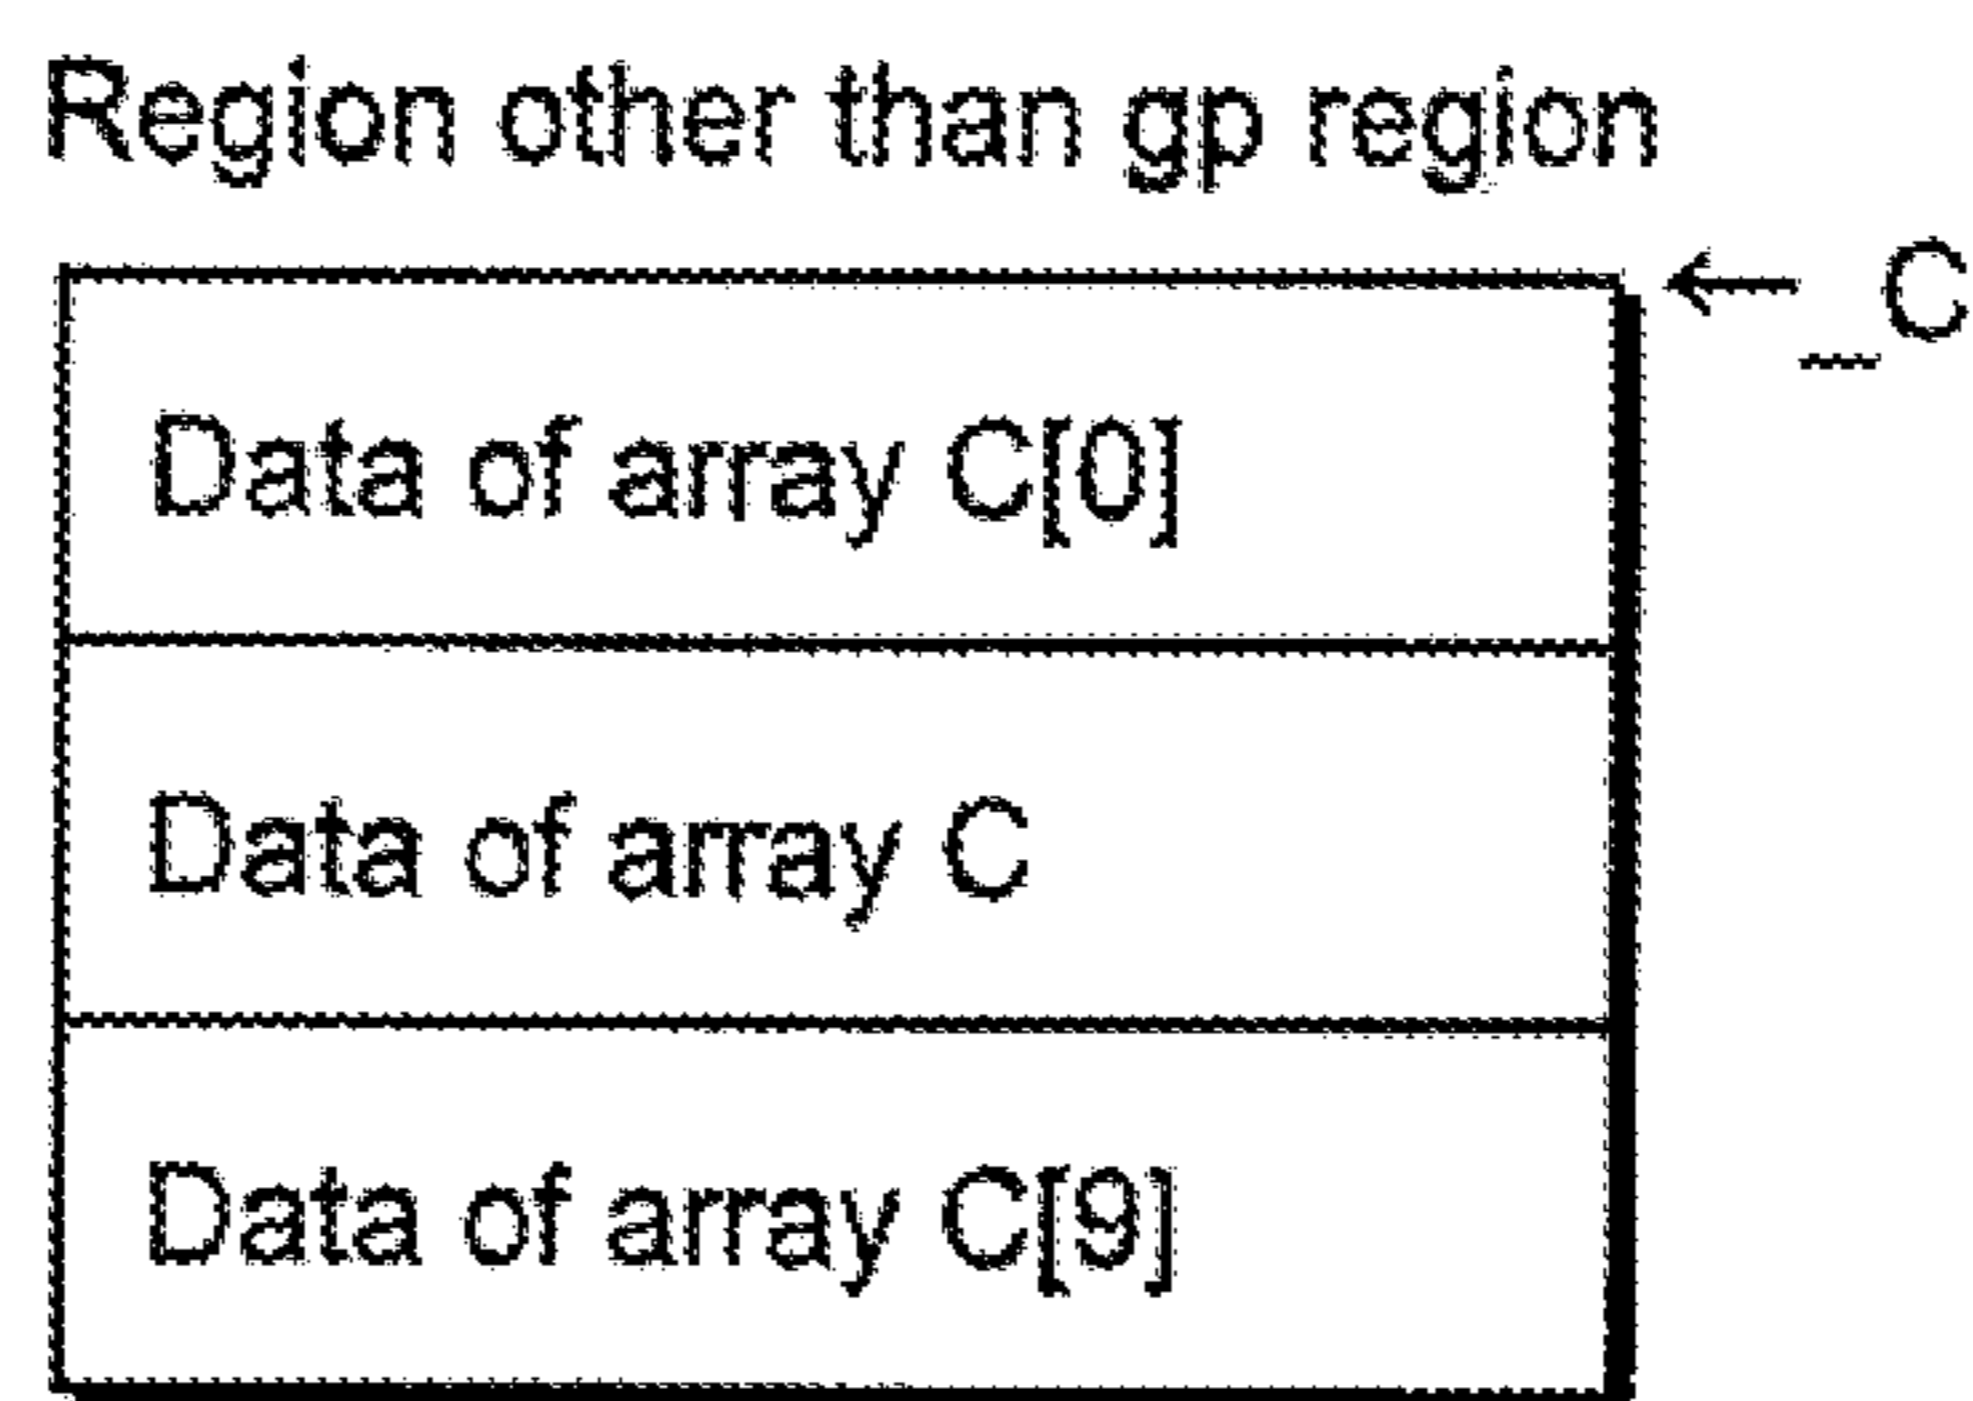 Region other than gp region
←_C
Data of array C[0]
Data of array C
Data of array C[9]